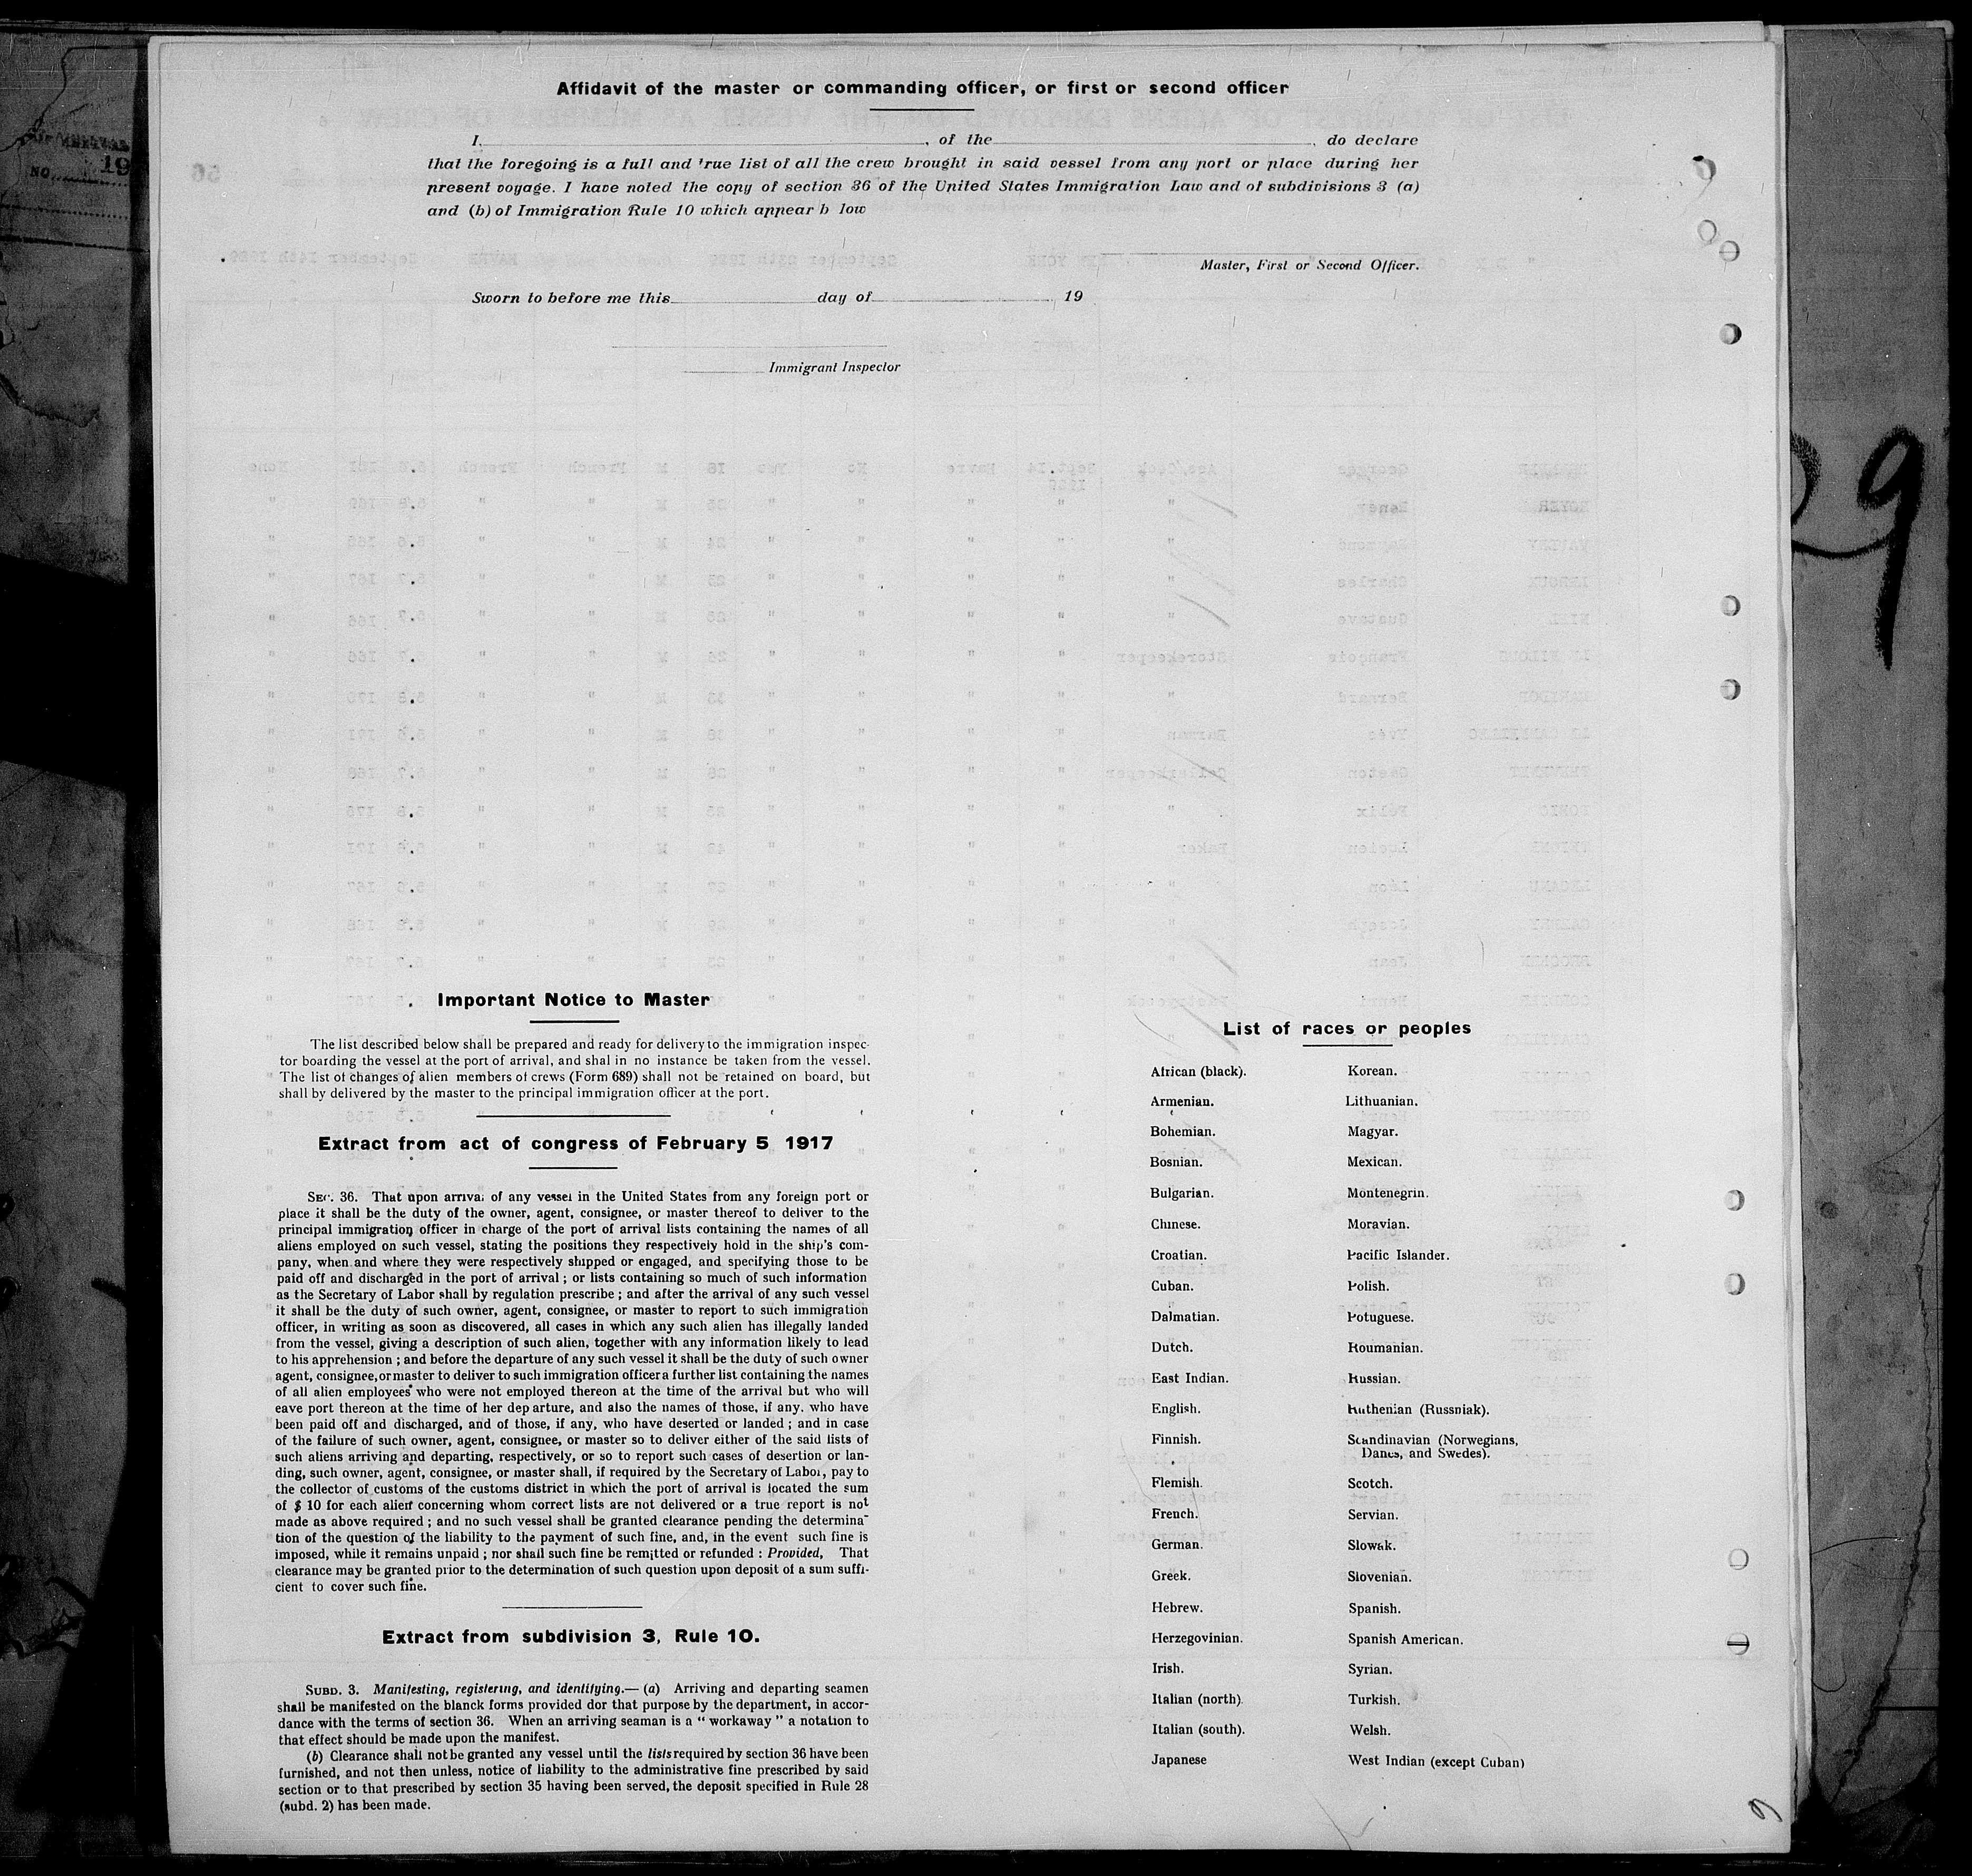 Affidavit of the master or commanding officer, or first or second officer
I, , of the , do declare
that the foregoing is a full and true list of all the crew brought in said vessel from any port or place during her
present voyage. I have noted the copy of section 36 of the United States Immigration Law and of subdivisions 3 (a)
and (b) of Immigration Rule 10 which appear b low
Master, First or Second Officer.
Sworn to before me this day of , 19
Immigrant Inspector
Important Notice to Master
The list described below shall be prepared and ready for delivery to the immigration inspec-
tor boarding the vessel at the port of arrival, and shal in no instance be taken from the vessel.
The list of changes of alien members of crews (Form 689) shall not be retained on board, but
shall by delivered by the master to the principal immigration officer at the port.
Extract from act of congress of February 5 1917
SEC. 36. That upon arrival of any vessel in the United States from any foreign port or
place it shall be the duty of the owner, agent, consignee, or master thereof to deliver to the
principal immigration officer in charge of the port of arrival lists containing the names of all
aliens employed on such vessel, stating the positions they respectively hold in the ship's com-
pany, when and where they were respectively shipped or engaged, and specifying those to be
paid off and discharged in the port of arrival ; or lists containing so much of such information
as the Secretary of Labor shall by regulation prescribe ; and after the arrival of any such vessel
it shall be the duty of such owner, agent, consignee, or master to report to such immigration
officer, in writing as soon as discovered, all cases in which any such alien has illegally landed
from the vessel, giving a description of such alien, together with any information likely to lead
to his apprehension ; and before the departure of any such vessel it shall be the duty of such owner
agent, consignee, or master to deliver to such immigration officer a further list containing the names
of all alien employees who were not employed thereon at the time of the arrival but who will
eave port thereon at the time of her dep arture, and also the names of those, if any. who have
been paid off and discharged, and of those, if any, who have deserted or landed ; and in case
of the failure of such owner, agent, consignee, or master so to deliver either of the said lists of
such aliens arriving and departing, respectively, or so to report such cases of desertion or lan-
ding, such owner, agent, consignee, or master shall, if required by the Secretary of Labor, pay to
the collector of customs of the customs district in which the port of arrival is located the sum
of $ 10 for each alien concerning whom correct lists are not delivered or a true report is not
made as above required ; and no such vessel shall be granted clearance pending the determina-
tion of the question of the liability to the payment of such fine, and, in the event such fine is
imposed, while it remains unpaid ; nor shall such fine be remitted or refunded : Provided, That
clearance may be granted prior to the determination of such question upon deposit of a sum suffi-
cient to cover such fine.
Extract from subdivision 3, Rule 10.
SUBD. 3. Manifesting, registering, and identifying.— (a) Arriving and departing seamen
shall be manifested on the blanck forms provided dor that purpose by the department, in accor-
dance with the terms of section 36. When an arriving seaman is a “ workaway ” a notation to
that effect should be made upon the manifest.
(b) Clearance shall not be granted any vessel until the lists required by section 36 have been
furnished, and not then unless, notice of liability to the administrative fine prescribed by said
section or to that prescribed by section 35 having been served, the deposit specified in Rule 28
(subd. 2) has been made.
List of races or peoples
African (black).
Armenian.
Bohemian.
Bosnian.
Bulgarian.
Chinese.
Croatian.
Cuban.
Dalmatian.
Dutch.
East Indian.
English.
Finnish.
Flemish.
French.
German.
Greek.
Hebrew.
Herzegovinian.
Irish.
Italian (north).
Italian (south).
Japanese
Korean.
Lithuanian.
Magyar.
Mexican.
Montenegrin.
Moravian.
Pacific Islander.
Polish.
Potuguese.
Roumanian.
Russian.
Ruthenian (Russniak).
Scandinavian (Norwegians,
Danes, and Swedes).
Scotch.
Servian.
Slowak.
Slovenian.
Spanish.
Spanish American.
Syrian.
Turkish.
Welsh.
West Indian (except Cuban)